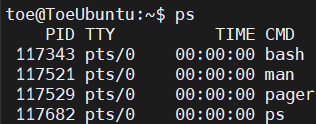 toe@ToeUbuntu:~$ ps
    PID TTY          TIME CMD
 117343 pts/0    00:00:00 bash
 117521 pts/0    00:00:00 man
 117529 pts/0    00:00:00 pager
 117682 pts/0    00:00:00 ps